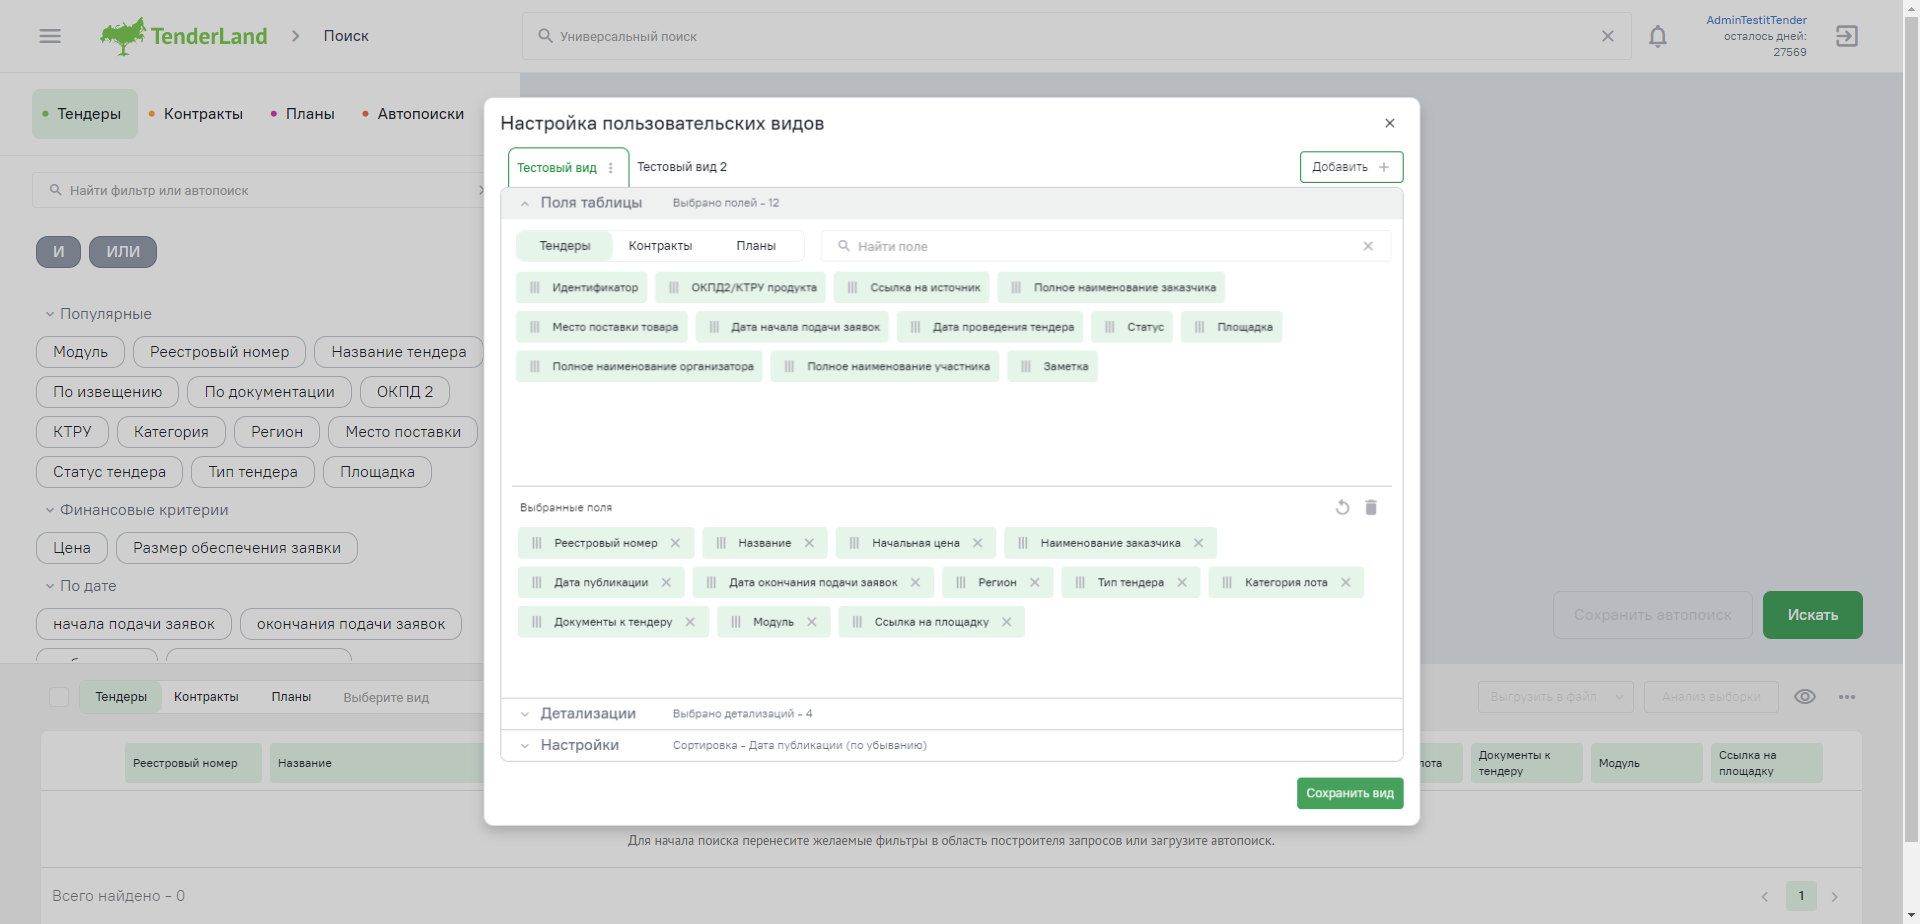 TenderLand
Поиск
Универсальный поиск
AdminTestitTender
осталось дней:
27569
Тендеры
Контракты
Планы
Автопоиски
Найти фильтр или автопоиск
И
ИЛИ
Популярные
Модуль
Реестровый номер
Название тендера
По извещению
По документации
ОКПД 2
КТРУ
Категория
Регион
Место поставки
Статус тендера
Тип тендера
Площадка
Финансовые критерии
Цена
Размер обеспечения заявки
По дате
начала подачи заявок
окончания подачи заявок
Настройка пользовательских видов
Тестовый вид
Тестовый вид 2
Добавить
Поля таблицы
Выбрано полей - 12
Тендеры
Контракты
Планы
Найти поле
Идентификатор
ОКПД2/КТРУ продукта
Ссылка на источник
Полное наименование заказчика
Место поставки товара
Дата начала подачи заявок
Дата проведения тендера
Статус
Площадка
Полное наименование организатора
Полное наименование участника
Заметка
Выбранные поля
Реестровый номер
Название
Начальная цена
Наименование заказчика
Дата публикации
Дата окончания подачи заявок
Регион
Тип тендера
Категория лота
Документы к тендеру
Модуль
Ссылка на площадку
Детализации
Выбрано детализаций - 4
Настройки
Сортировка - Дата публикации (по убыванию)
Сохранить вид
Сохранить автопоиск
Искать
Тендеры
Контракты
Планы
Выберите вид
Выгрузить в файл
Анализ выборки
Реестровый номер
Название
лота
Документы к
тендеру
Модуль
Ссылка на
площадку
Для начала поиска перенесите желаемые фильтры в область построителя запросов или загрузите автопоиск.
Всего найдено - 0
1